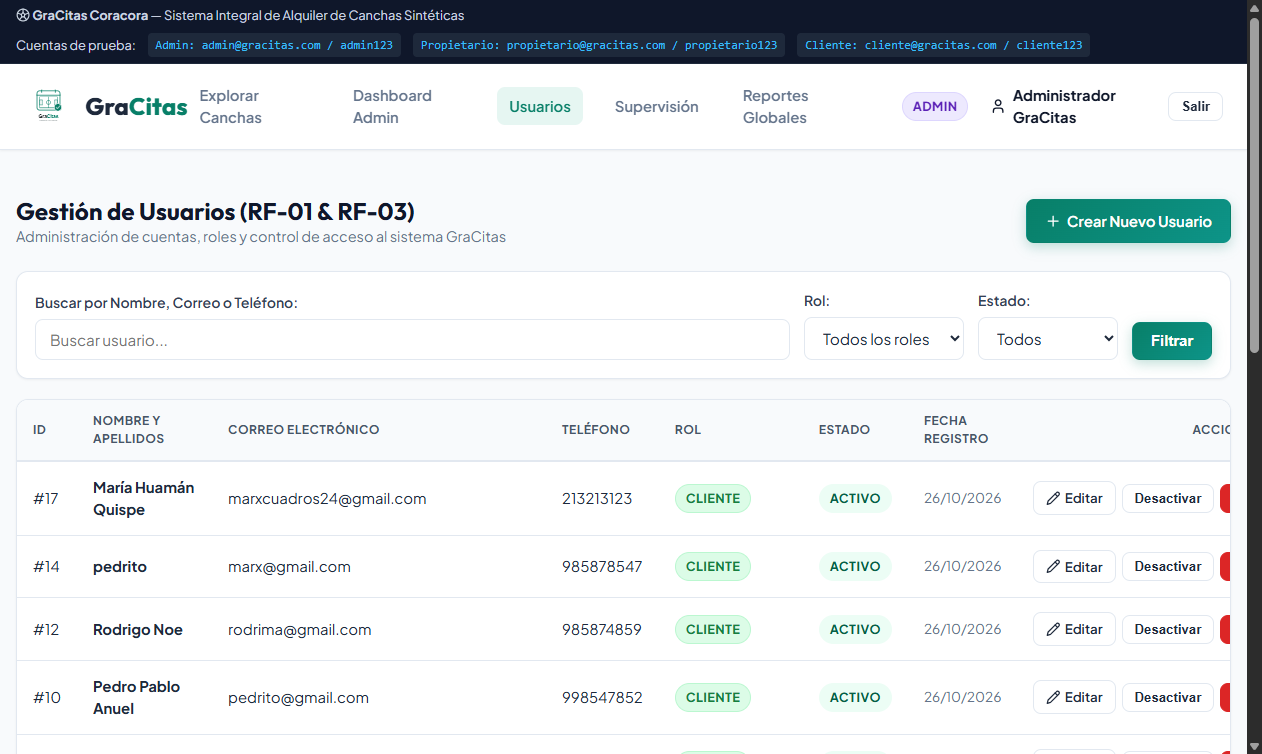 GraCitas Coracora — Sistema Integral de Alquiler de Canchas Sintéticas
Cuentas de prueba: Admin: admin@gracitas.com / admin123 Propietario: propietario@gracitas.com / propietario123 Cliente: cliente@gracitas.com / cliente123
GraCitas
GraCitas
Explorar
Canchas
Dashboard
Admin
Usuarios
Supervisión
Reportes
Globales
ADMIN
Administrador
GraCitas
Salir
Gestión de Usuarios (RF-01 & RF-03)
Administración de cuentas, roles y control de acceso al sistema GraCitas
+ Crear Nuevo Usuario
Buscar por Nombre, Correo o Teléfono:
Buscar usuario...
Rol:
Todos los roles
Estado:
Todos
Filtrar
ID
NOMBRE Y
APELLIDOS
CORREO ELECTRÓNICO
TELÉFONO
ROL
ESTADO
FECHA
REGISTRO
ACCIO
#17
María Huamán
Quispe
marxcuadros24@gmail.com
213213123
CLIENTE
ACTIVO
26/10/2026
Editar
Desactivar
#14
pedrito
marx@gmail.com
985878547
CLIENTE
ACTIVO
26/10/2026
Editar
Desactivar
#12
Rodrigo Noe
rodrima@gmail.com
985874859
CLIENTE
ACTIVO
26/10/2026
Editar
Desactivar
#10
Pedro Pablo
Anuel
pedrito@gmail.com
998547852
CLIENTE
ACTIVO
26/10/2026
Editar
Desactivar